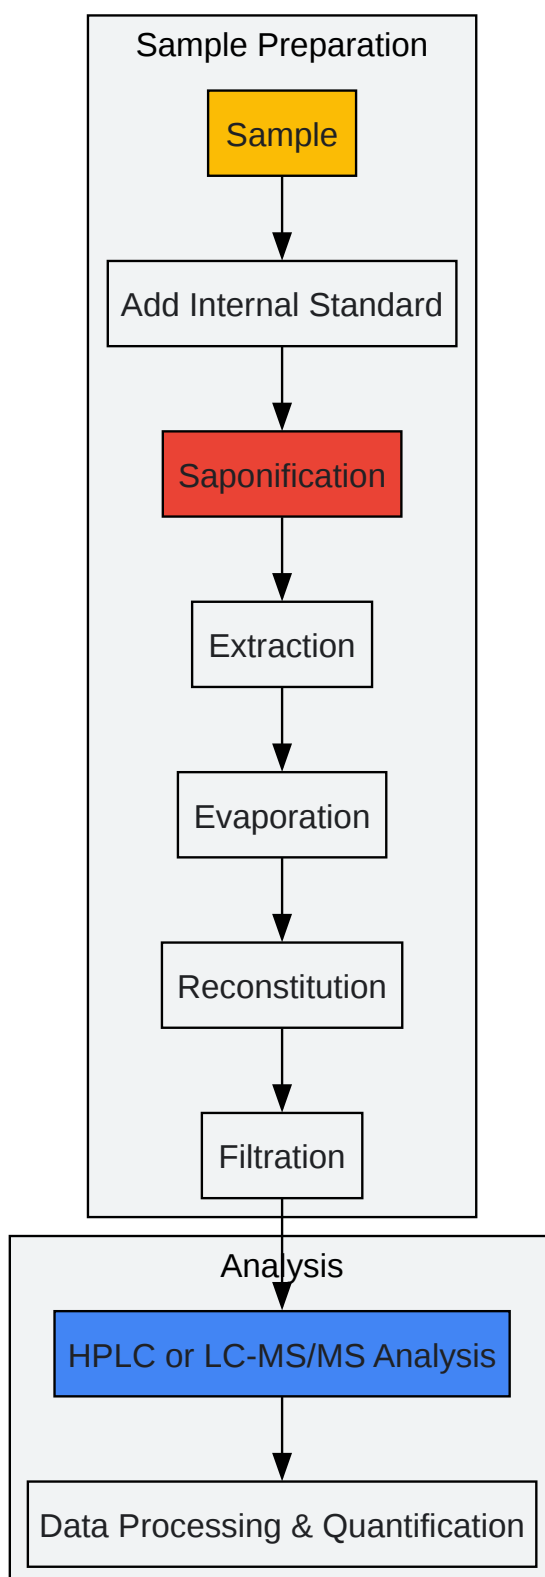 Sample Preparation
Sample
Add Internal Standard
Saponification
Extraction
Evaporation
Reconstitution
Filtration
Analysis
HPLC or LC-MS/MS Analysis
Data Processing & Quantification